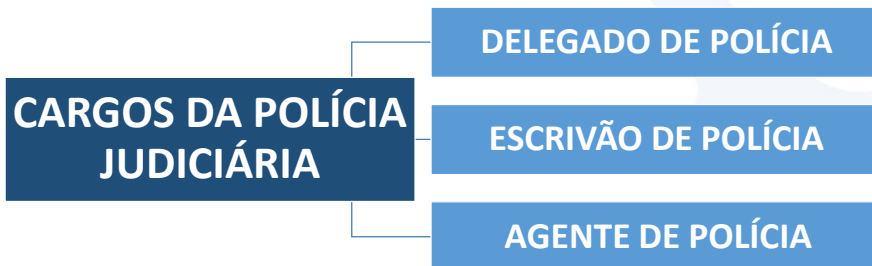 CARGOS DA POLÍCIA
JUDICIÁRIA
DELEGADO DE POLÍCIA
ESCRIVÃO DE POLÍCIA
AGENTE DE POLÍCIA